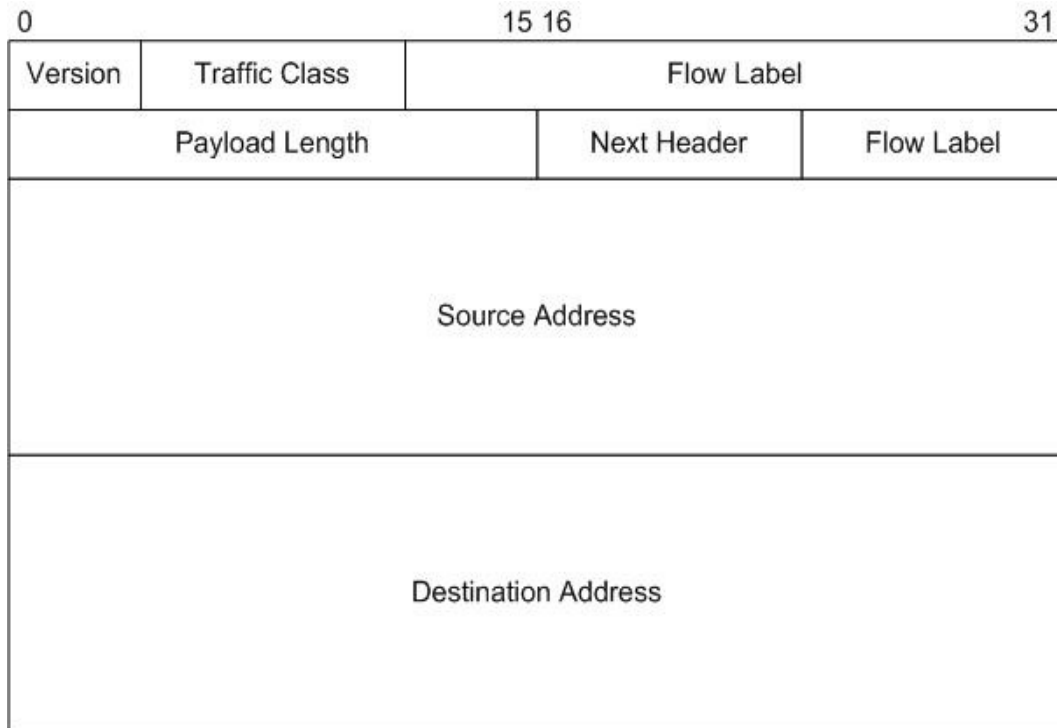 0 15 16 31
Version Traffic Class Flow Label
Payload Length Next Header Flow Label
Source Address
Destination Address